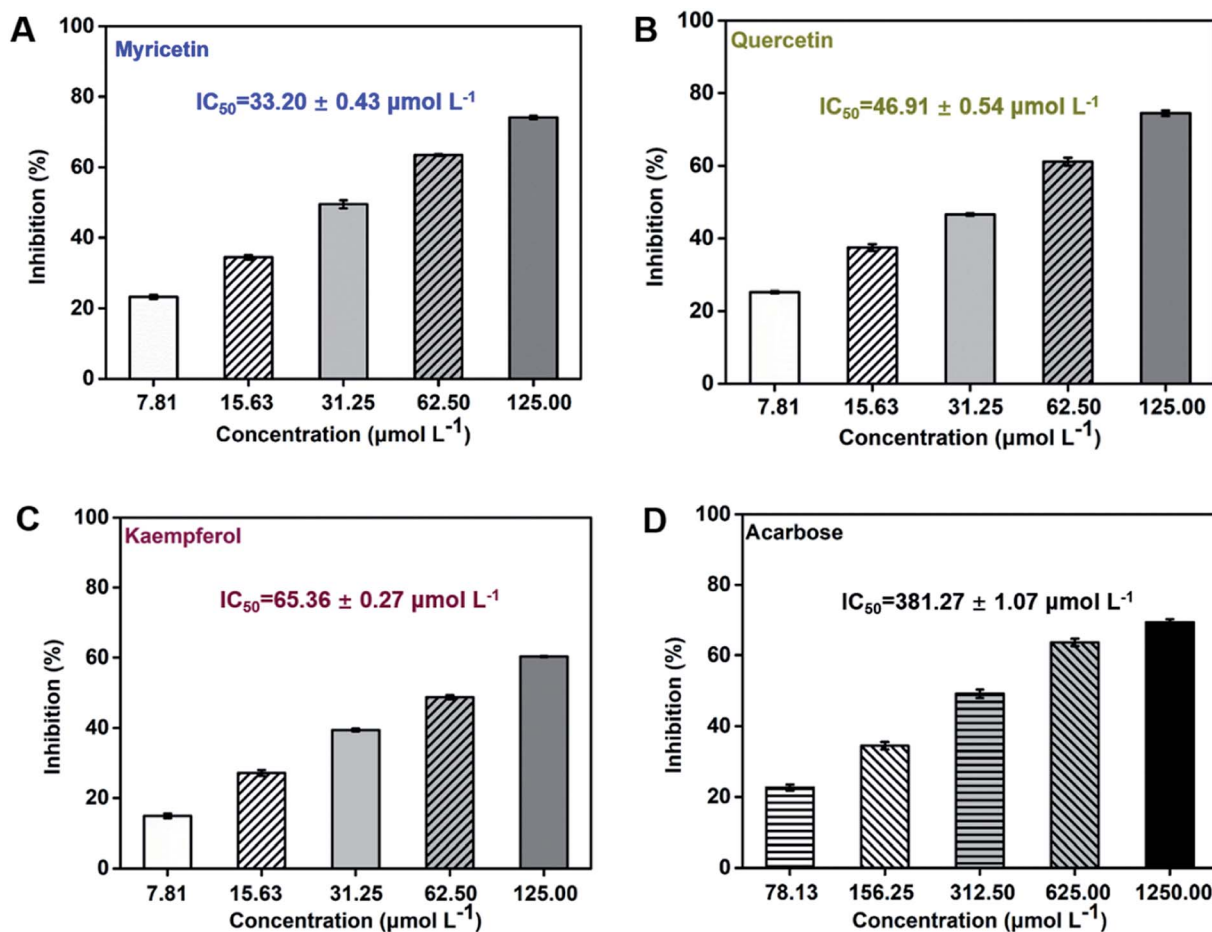 A
Myricetin
IC50=33.20 ± 0.43 μmol L-1
Inhibition (%)
100
80
60
40
20
0
7.81 15.63 31.25 62.50 125.00
Concentration (μmol L-1)
B
Quercetin
IC50=46.91 ± 0.54 μmol L-1
Inhibition (%)
100
80
60
40
20
0
7.81 15.63 31.25 62.50 125.00
Concentration (μmol L-1)
C
Kaempferol
IC50=65.36 ± 0.27 μmol L-1
Inhibition (%)
100
80
60
40
20
0
7.81 15.63 31.25 62.50 125.00
Concentration (μmol L-1)
D
Acarbose
IC50=381.27 ± 1.07 μmol L-1
Inhibition (%)
100
80
60
40
20
0
78.13 156.25 312.50 625.00 1250.00
Concentration (μmol L-1)